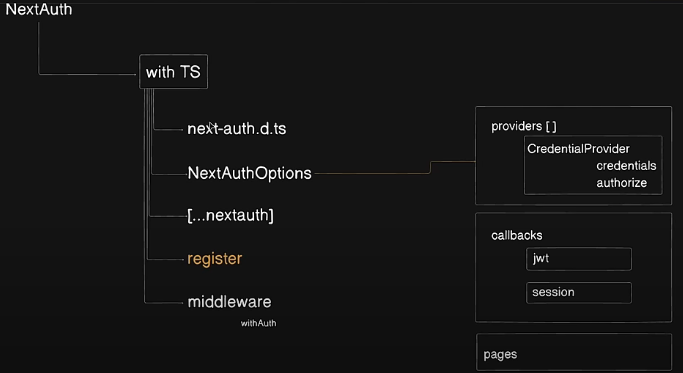 NextAuth
with TS
next-auth.d.ts
NextAuthOptions
[...nextauth]
register
middleware
withAuth
providers [ ]
CredentialProvider
credentials
authorize
callbacks
jwt
session
pages